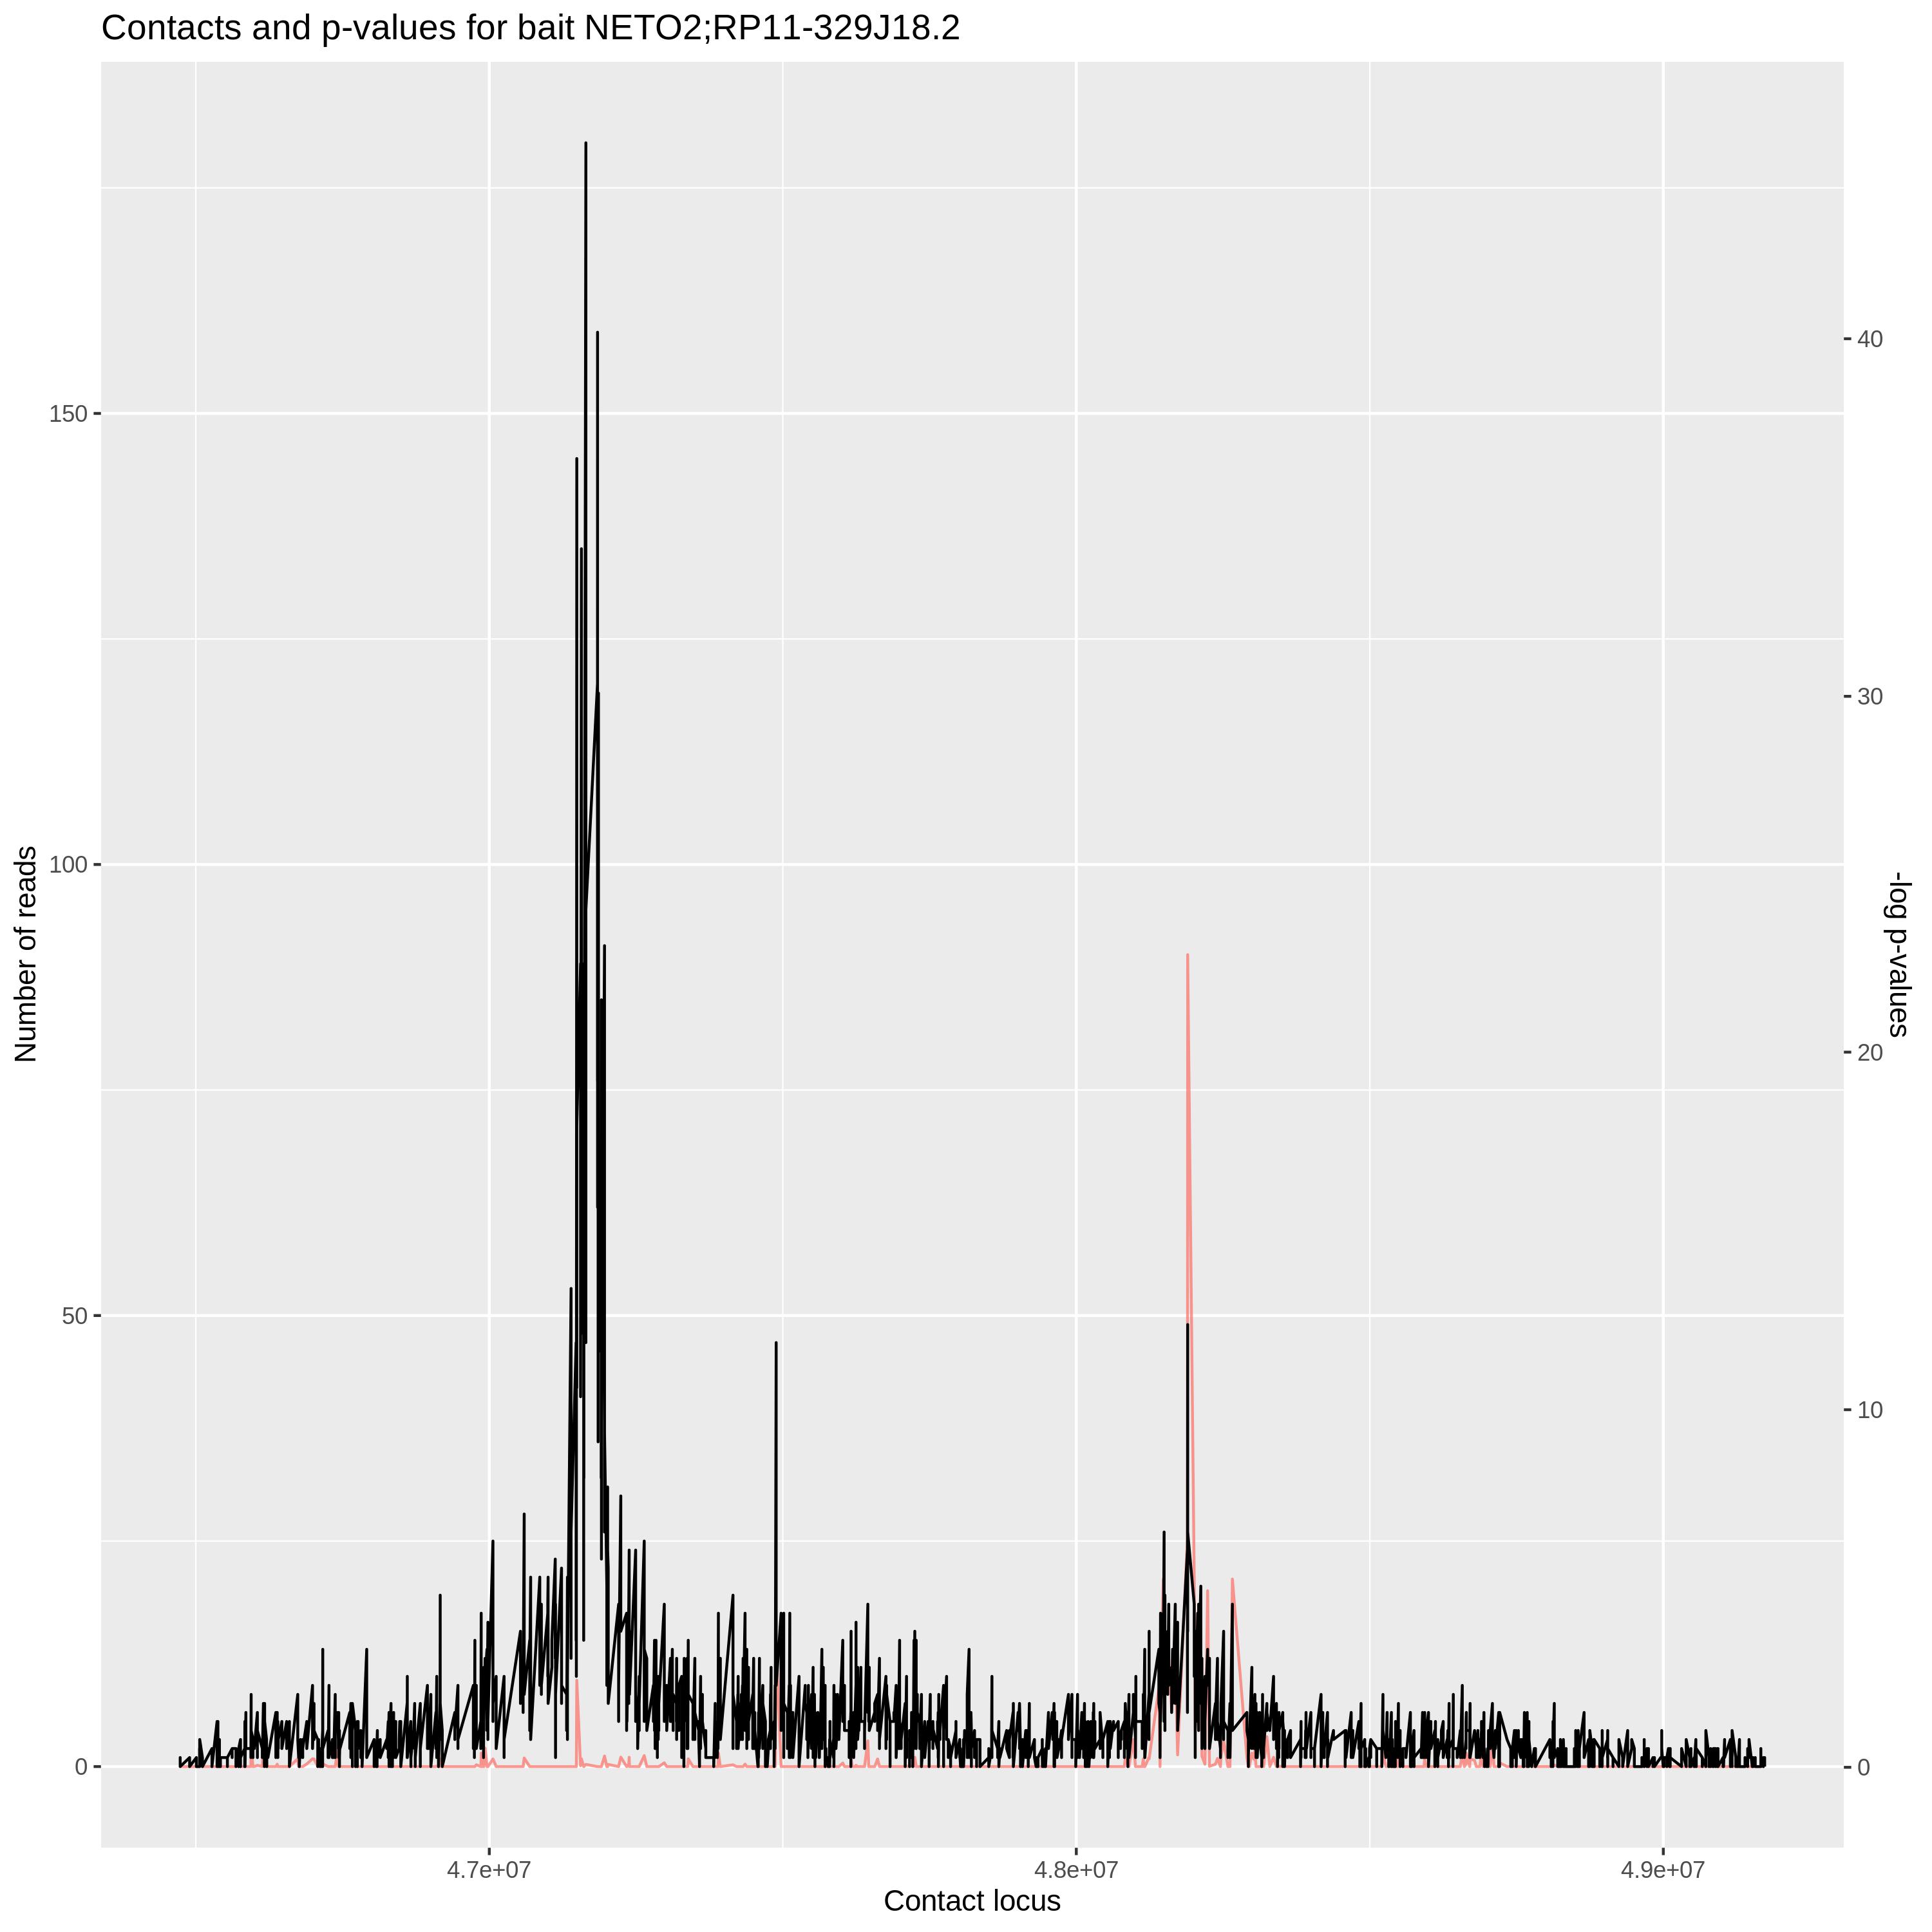 Contacts and p-values for bait NETO2;RP11-329J18.2
Number of reads
150
100
50
0
40
30
20
10
0
-log p-values
4.7e+07
4.8e+07
4.9e+07
Contact locus